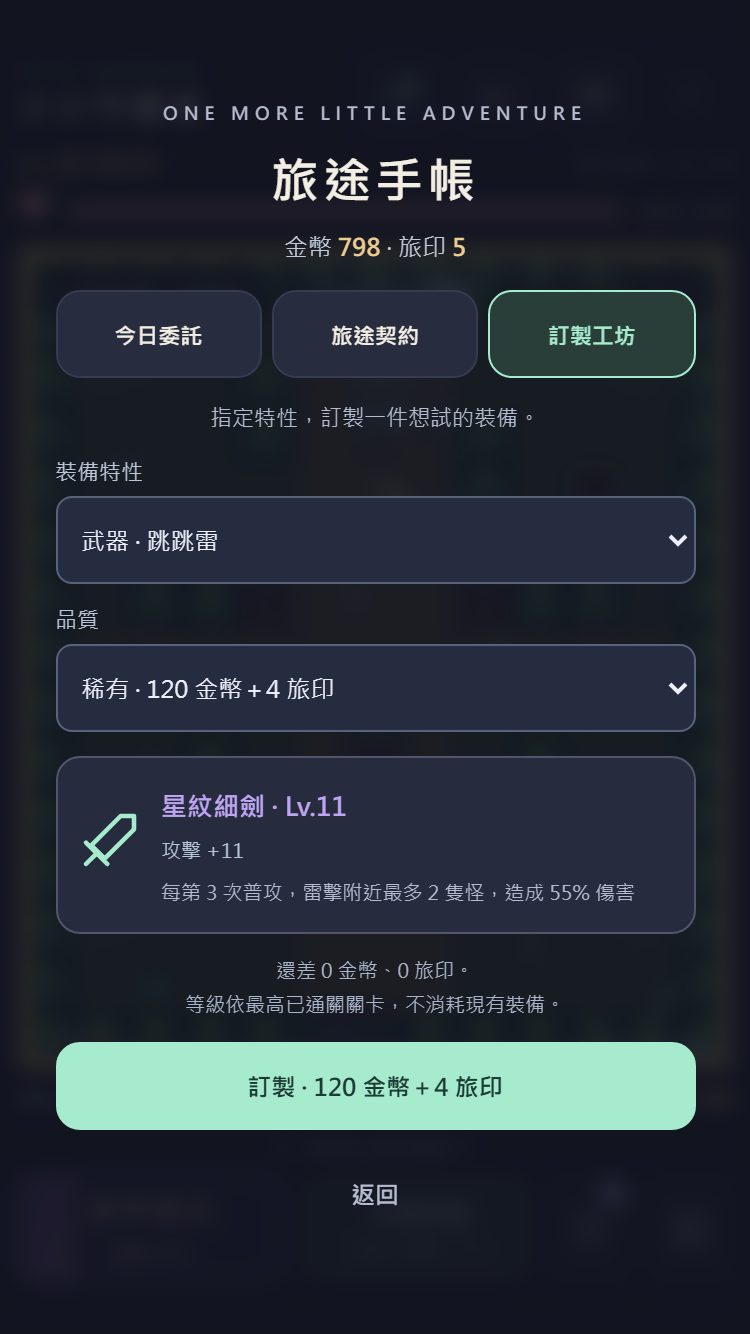 ONE MORE LITTLE ADVENTURE
旅途手帳
金幣 798 · 旅印 5
今日委託
旅途契約
訂製工坊
指定特性，訂製一件想試的裝備。
裝備特性
武器 · 跳跳雷
品質
稀有 · 120 金幣 + 4 旅印
星紋細劍 · Lv.11
攻擊 +11
每第 3 次普攻，雷擊附近最多 2 隻怪，造成 55% 傷害
還差 0 金幣、0 旅印。
等級依最高已通關關卡，不消耗現有裝備。
訂製 · 120 金幣 + 4 旅印
返回